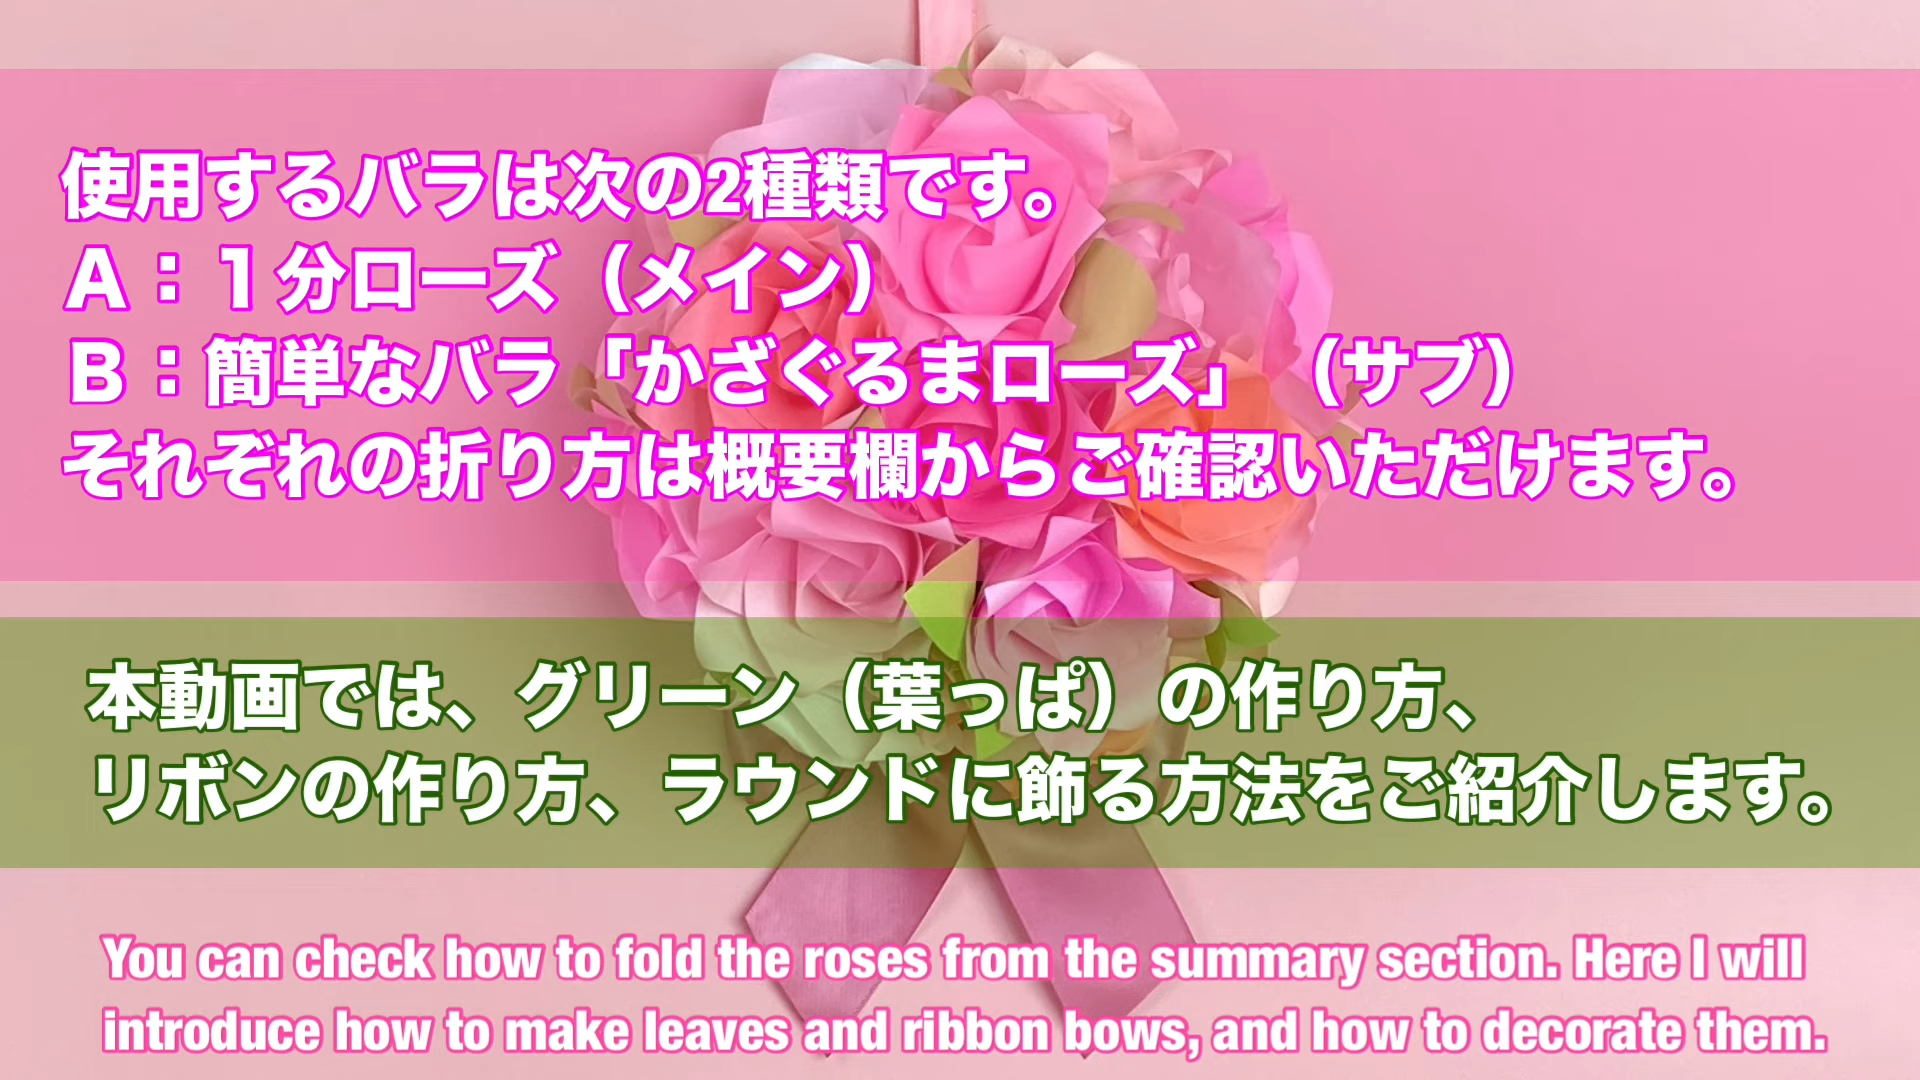 使用するバラは次の2種類です。
A：１分ローズ（メイン）
B：簡単なバラ「かざぐるまローズ」（サブ）
それぞれの折り方は概要欄からご確認いただけます。
本動画では、グリーン（葉っぱ）の作り方、
リボンの作り方、ラウンドに飾る方法をご紹介します。
You can check how to fold the roses from the summary section. Here I will
introduce how to make leaves and ribbon bows, and how to decorate them.